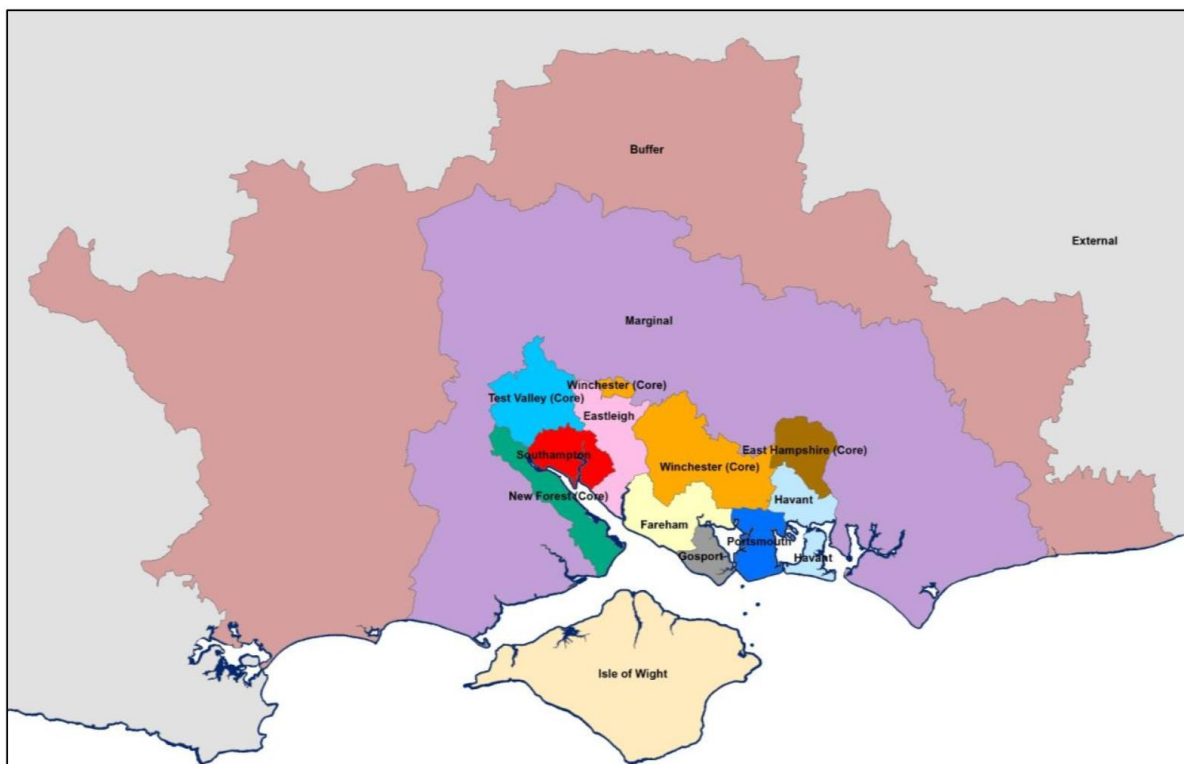 Buffer
External
Marginal
Winchester (Core)
Test Valley (Core)
Eastleigh
Southampton
East Hampshire (Core)
Winchester (Core)
New Forest (Core)
Havant
Fareham
Portsmouth
Gosport
Havant
Isle of Wight